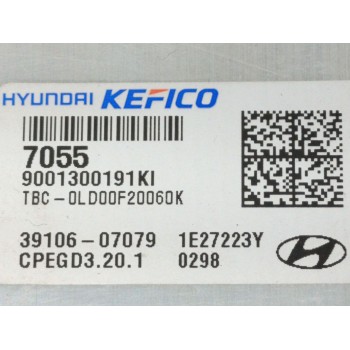 HYUNDAI KEFICO
7055
9001300191KI
TBC-0LD00F20060K
39106-07079 1E27223Y
CPEGD3.20.1 0298